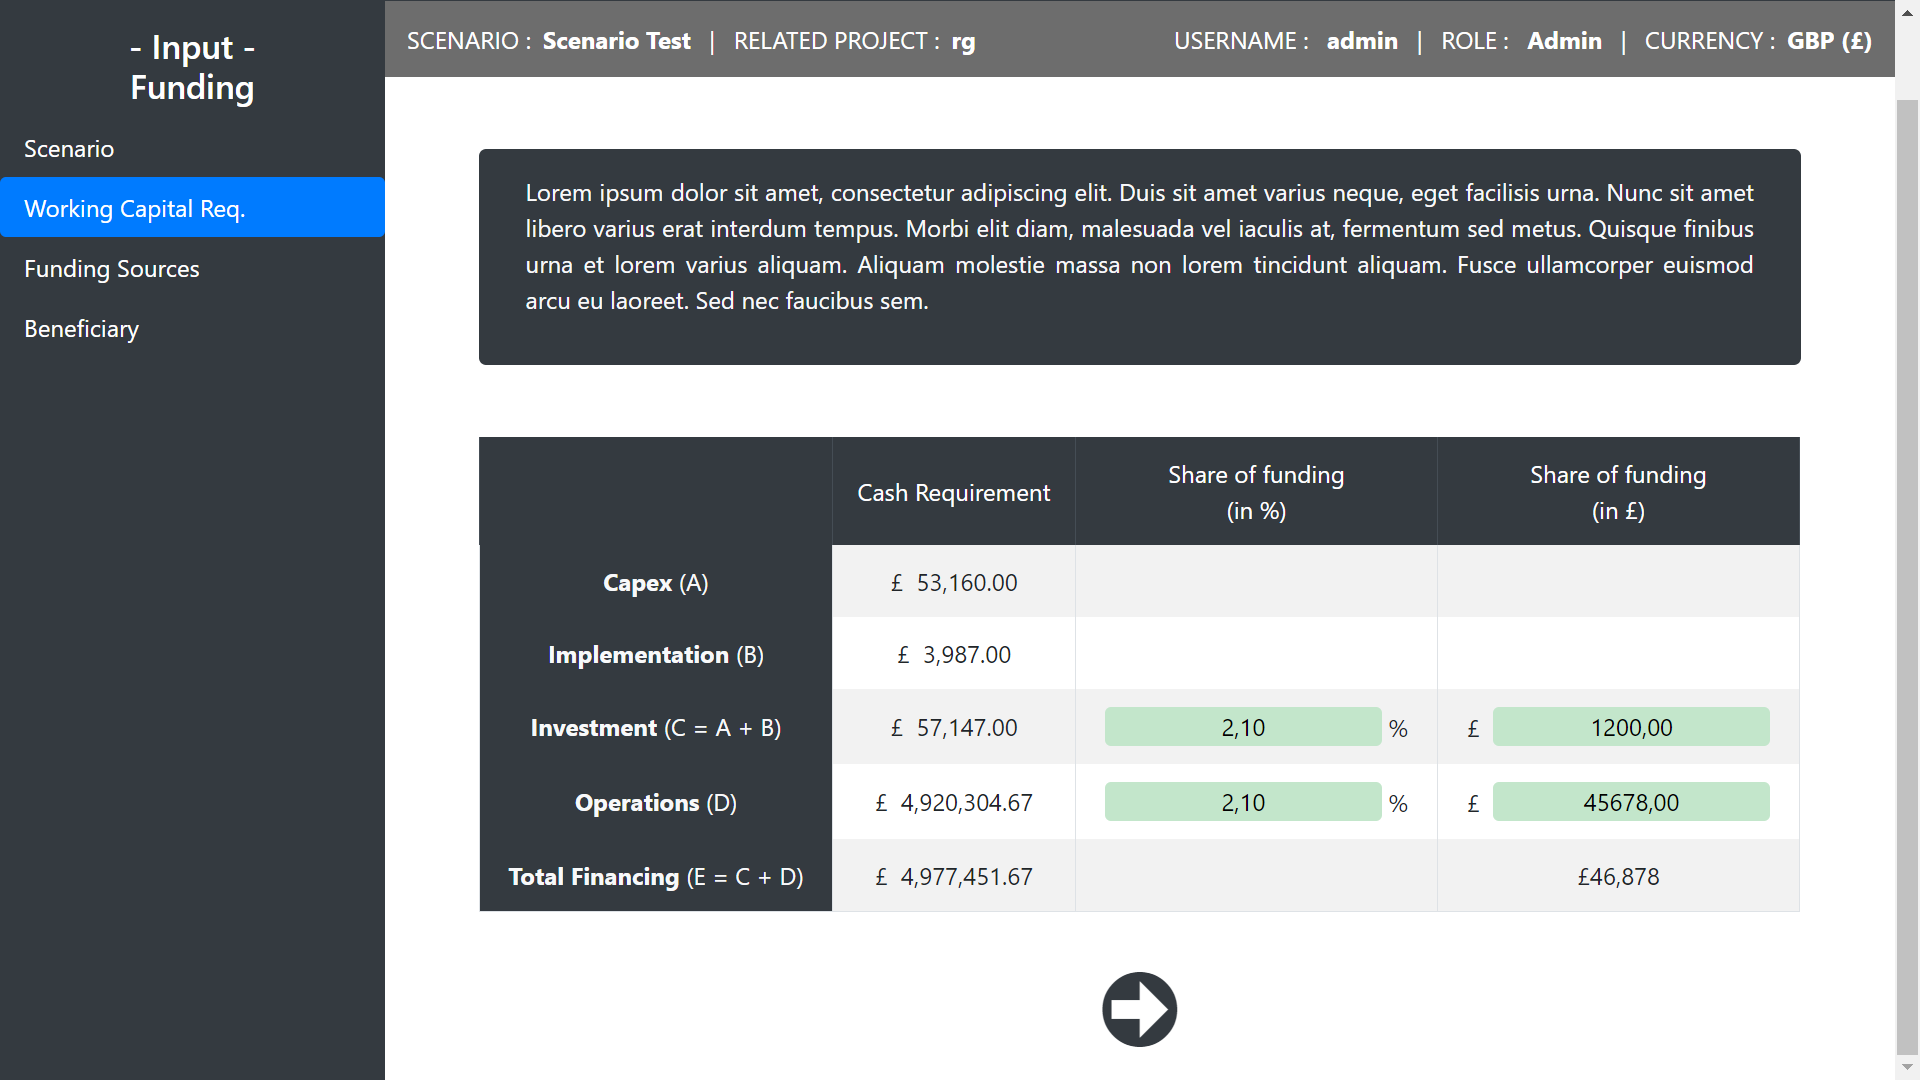 - Input -
Funding
Scenario
Working Capital Req.
Funding Sources
Beneficiary
SCENARIO : Scenario Test | RELATED PROJECT : rg
USERNAME : admin | ROLE : Admin | CURRENCY : GBP (£)
Lorem ipsum dolor sit amet, consectetur adipiscing elit. Duis sit amet varius neque, eget facilisis urna. Nunc sit amet
libero varius erat interdum tempus. Morbi elit diam, malesuada vel iaculis at, fermentum sed metus. Quisque finibus
urna et lorem varius aliquam. Aliquam molestie massa non lorem tincidunt aliquam. Fusce ullamcorper euismod
arcu eu laoreet. Sed nec faucibus sem.
Cash Requirement
Share of funding
(in %)
Share of funding
(in £)
Capex (A) £ 53,160.00
Implementation (B) £ 3,987.00
Investment (C = A + B) £ 57,147.00 2,10 % £ 1200,00
Operations (D) £ 4,920,304.67 2,10 % £ 45678,00
Total Financing (E = C + D) £ 4,977,451.67 £46,878